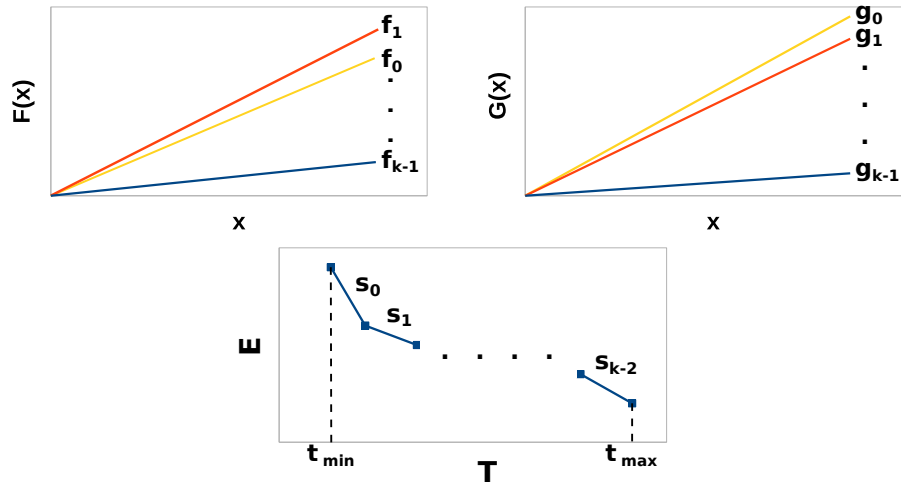 F(x)
f1
f0
.
.
.
fk-1
x
G(x)
g0
g1
.
.
.
gk-1
x
E
s0
s1
. . . .
sk-2
tmin
tmax
T